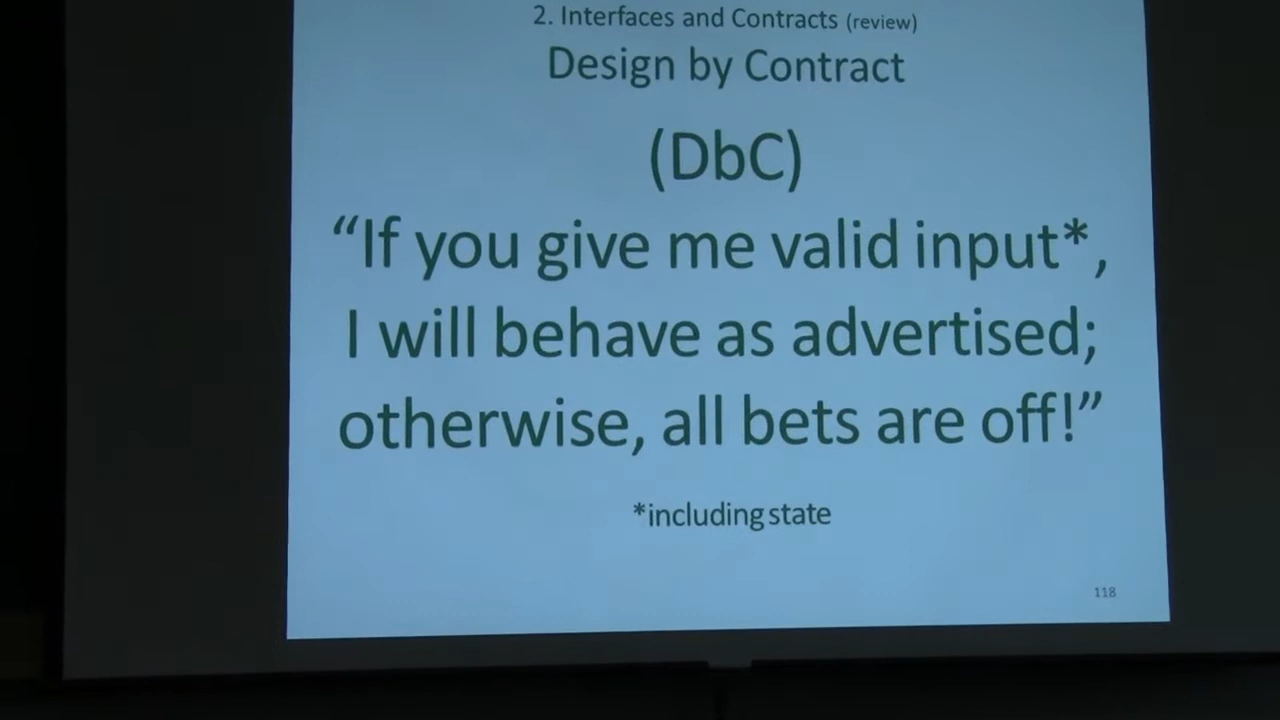 2. Interfaces and Contracts (review)
Design by Contract
(DbC)
“If you give me valid input*,
I will behave as advertised;
otherwise, all bets are off!”
*including state
118